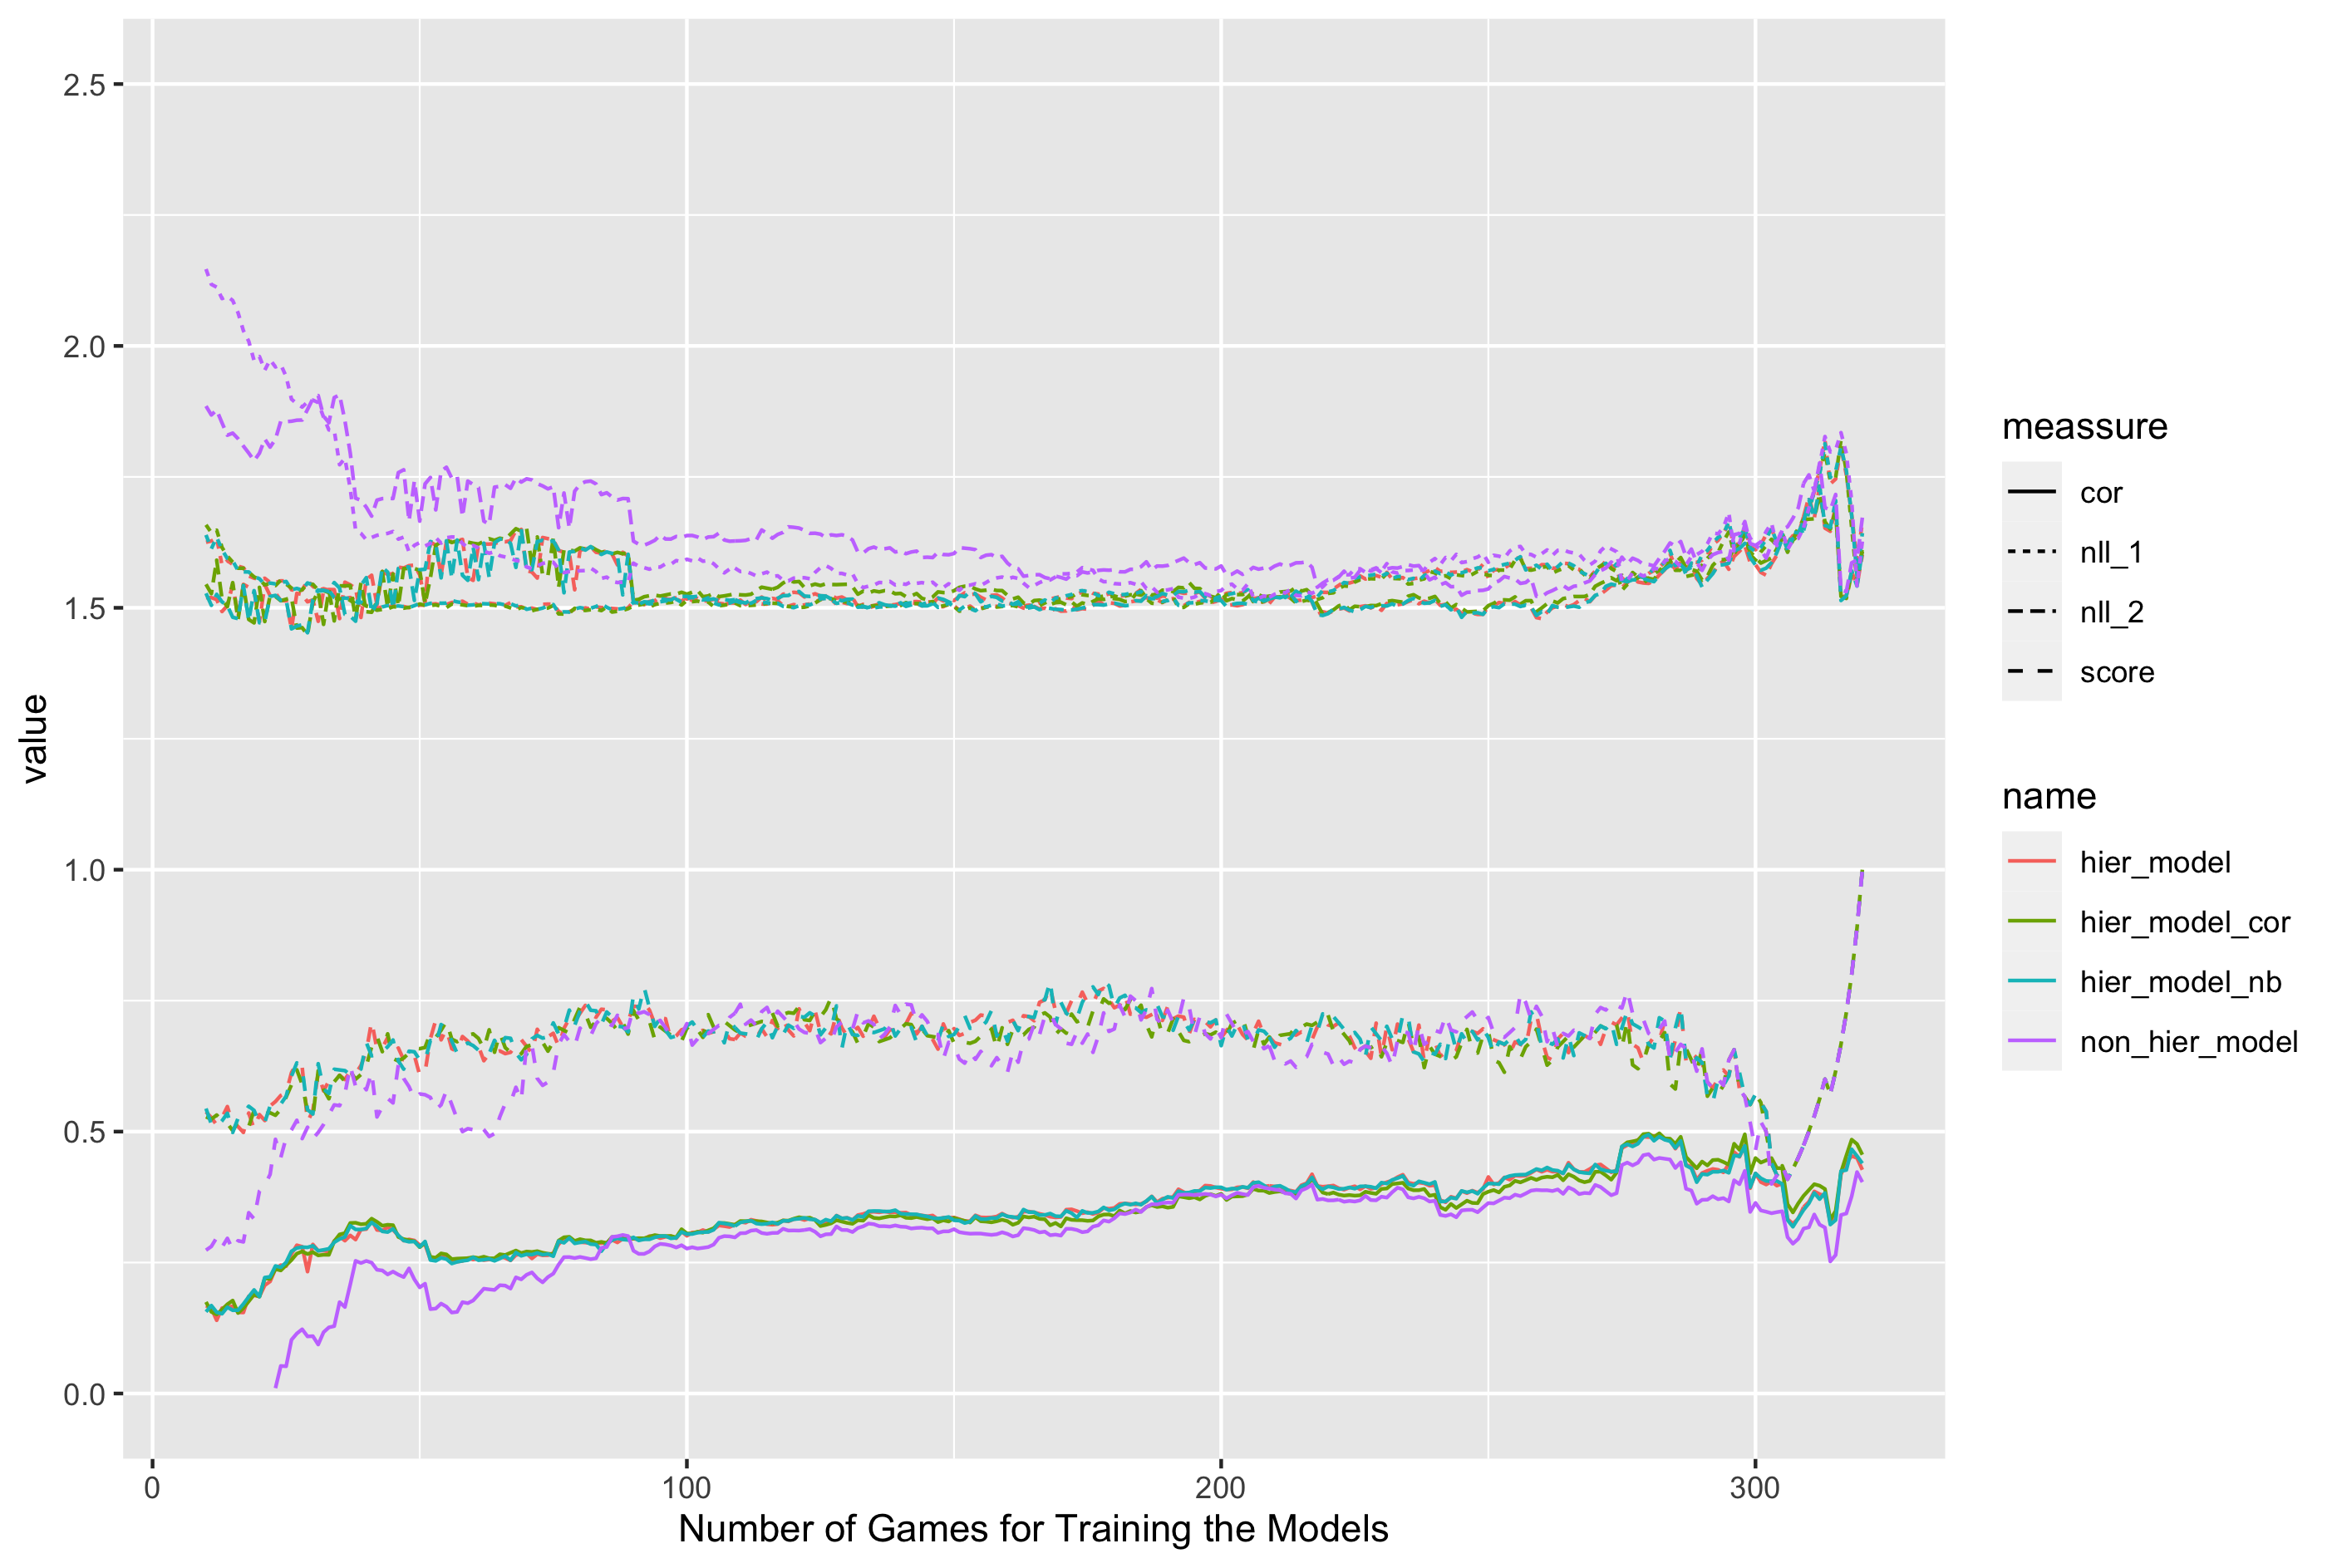 2.5
2.0
1.5
1.0
0.5
0.0
value
0
100
200
300
Number of Games for Training the Models
meassure
cor
nll_1
nll_2
score
name
hier_model
hier_model_cor
hier_model_nb
non_hier_model